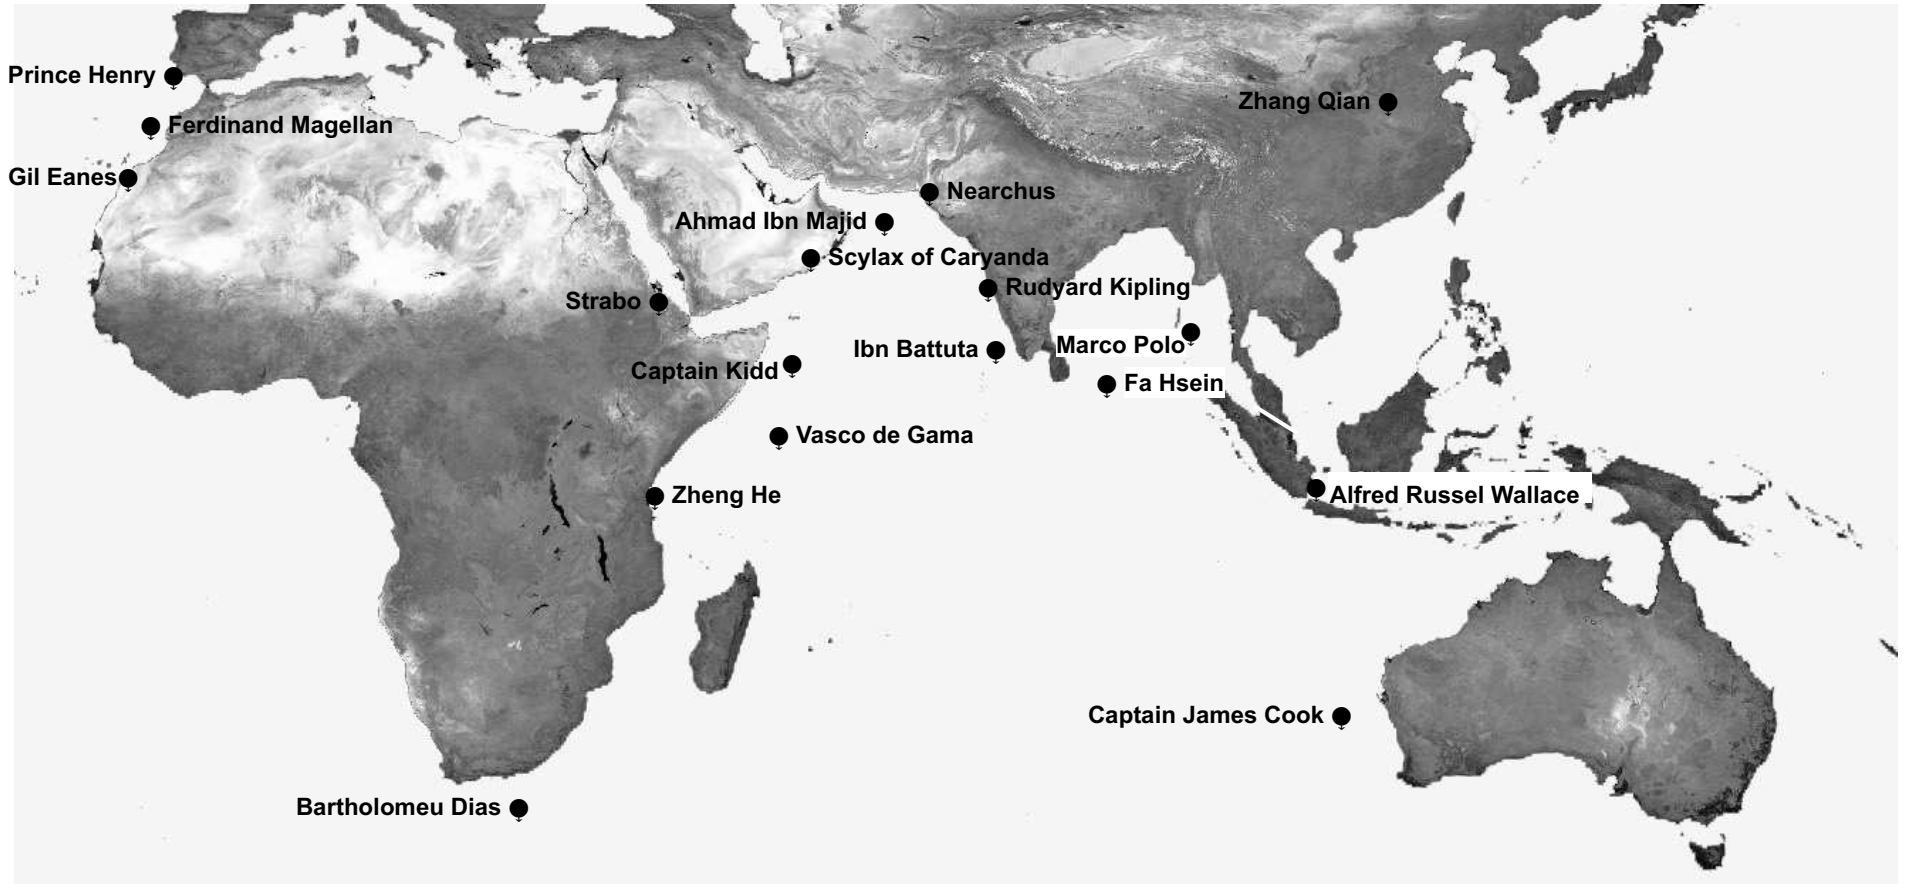 Prince Henry
Zhang Qian
Ferdinand Magellan
Gil Eanes
Nearchus
Ahmad Ibn Majid
Scylax of Caryanda
Rudyard Kipling
Strabo
Marco Polo
Ibn Battuta
Captain Kidd
Fa Hsein
Vasco de Gama
Zheng He
Alfred Russel Wallace
Captain James Cook
Bartholomeu Dias